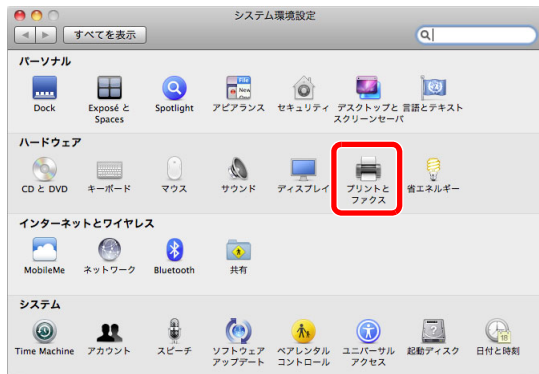 システム環境設定
すべてを表示
パーソナル
Dock
Exposé と
Spaces
Spotlight
アピアランス
セキュリティ
デスクトップと
スクリーンセーバ
言語とテキスト
ハードウェア
CD と DVD
キーボード
マウス
サウンド
ディスプレイ
プリントと
ファクス
省エネルギー
インターネットとワイヤレス
MobileMe
ネットワーク
Bluetooth
共有
システム
Time Machine
アカウント
スピーチ
ソフトウェア
アップデート
ペアレンタル
コントロール
ユニバーサル
アクセス
起動ディスク
日付と時刻